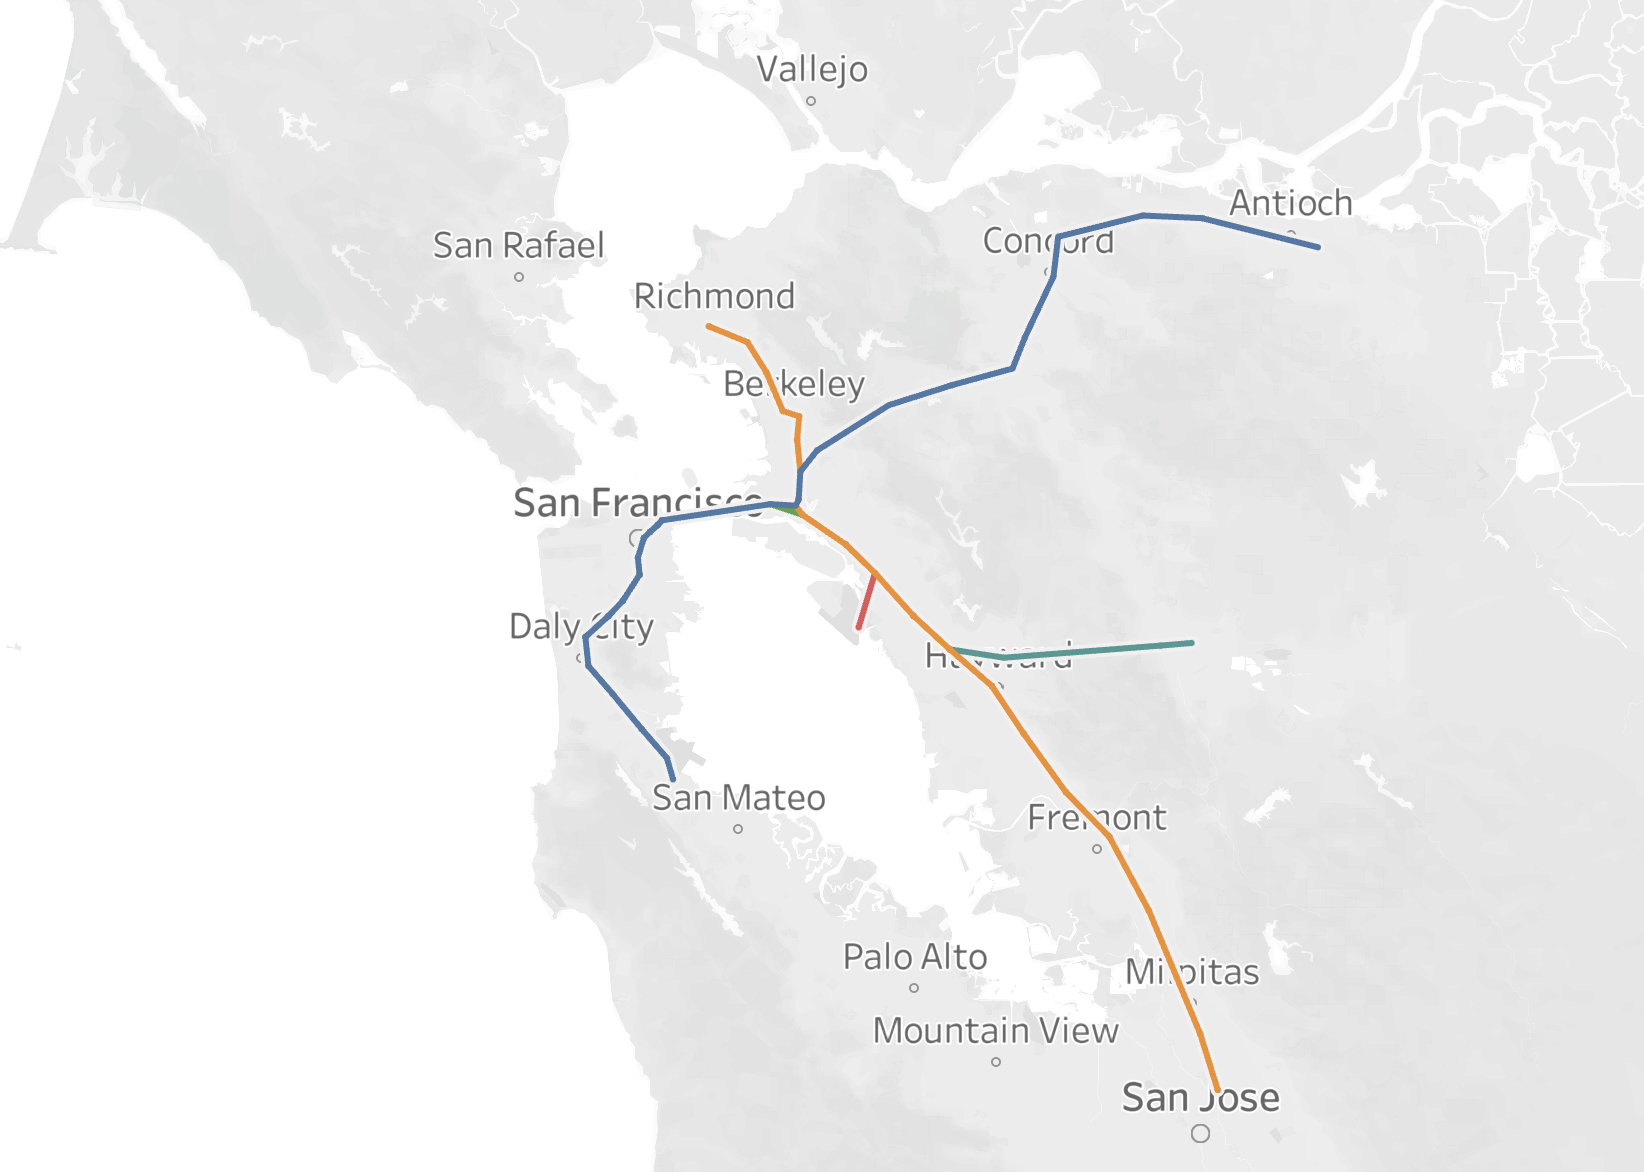 Vallejo
Antioch
Concord
San Rafael
Richmond
Berkeley
San Francisco
Daly City
Hayward
San Mateo
Fremont
Palo Alto
Milpitas
Mountain View
San Jose